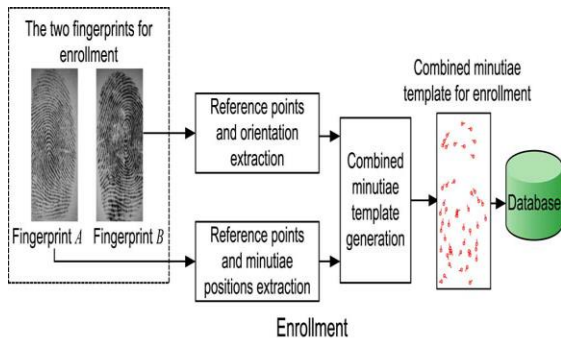 The two fingerprints for
enrollment
Fingerprint A
Fingerprint B
Reference points
and orientation
extraction
Reference points
and minutiae
positions extraction
Combined
minutiae
template
generation
Combined minutiae
template for enrollment
Database
Enrollment